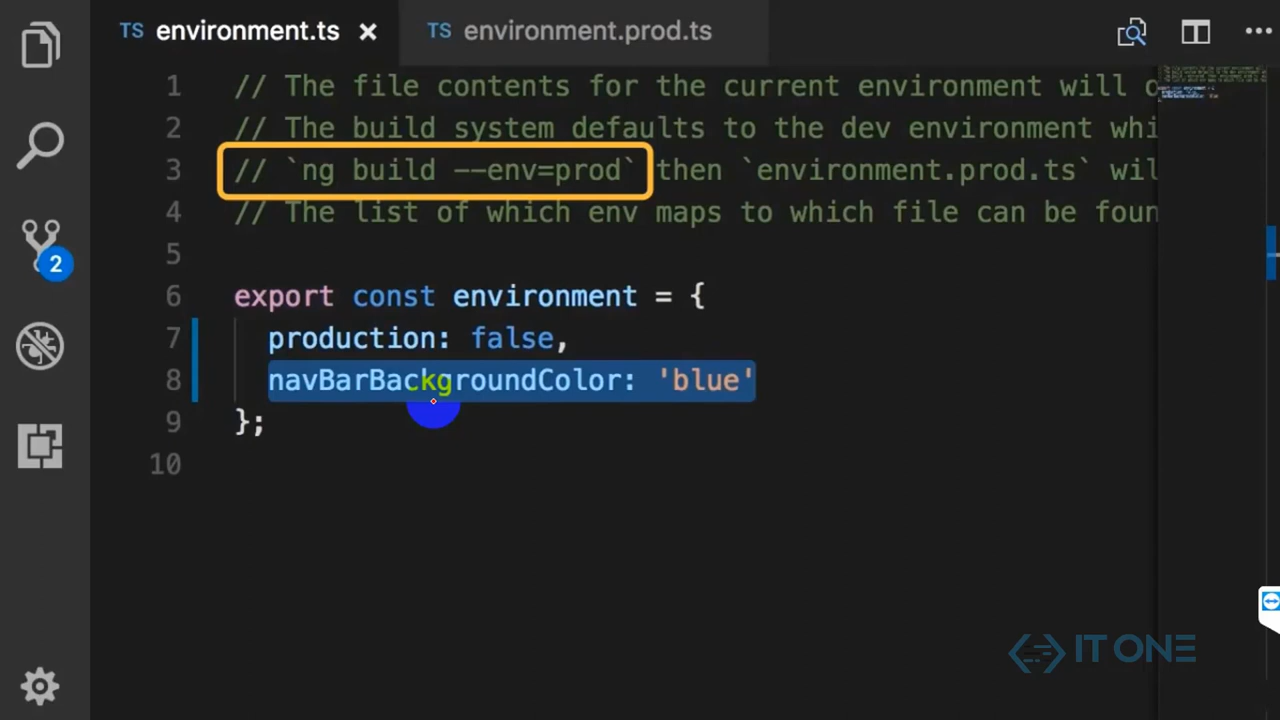 TS environment.ts
TS environment.prod.ts
1 // The file contents for the current environment will
2 // The build system defaults to the dev environment
3 // `ng build --env=prod` then `environment.prod.ts`
4 // The list of which env maps to which file can be
5
6 export const environment = {
7 production: false,
8 navBarBackgroundColor: 'blue'
9 };
10
2
IT ONE